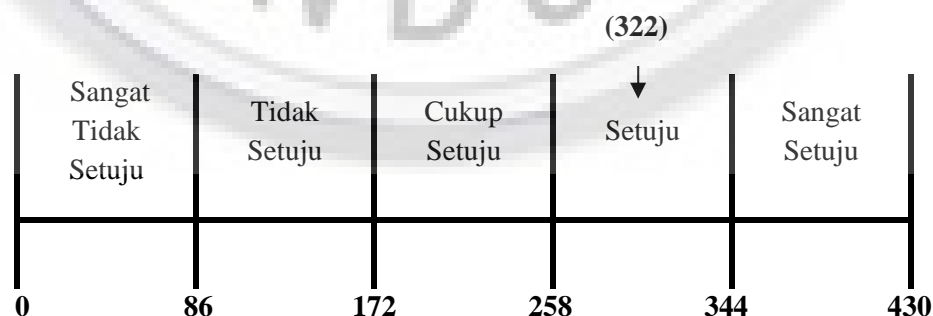 (322)
Sangat
Tidak
Setuju
Tidak
Setuju
Cukup
Setuju
Setuju
Sangat
Setuju
0 86 172 258 344 430